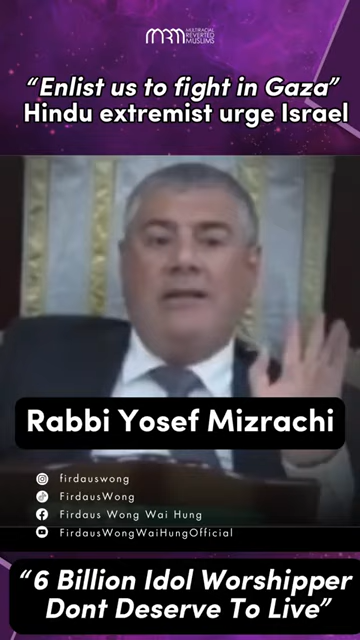 mrm MULTIRACIAL
REVERTED
MUSLIMS
“Enlist us to fight in Gaza”
Hindu extremist urge Israel
Rabbi Yosef Mizrachi
firdauswong
FirdausWong
Firdaus Wong Wai Hung
FirdausWongWaiHungOfficial
“6 Billion Idol Worshipper
Dont Deserve To Live”